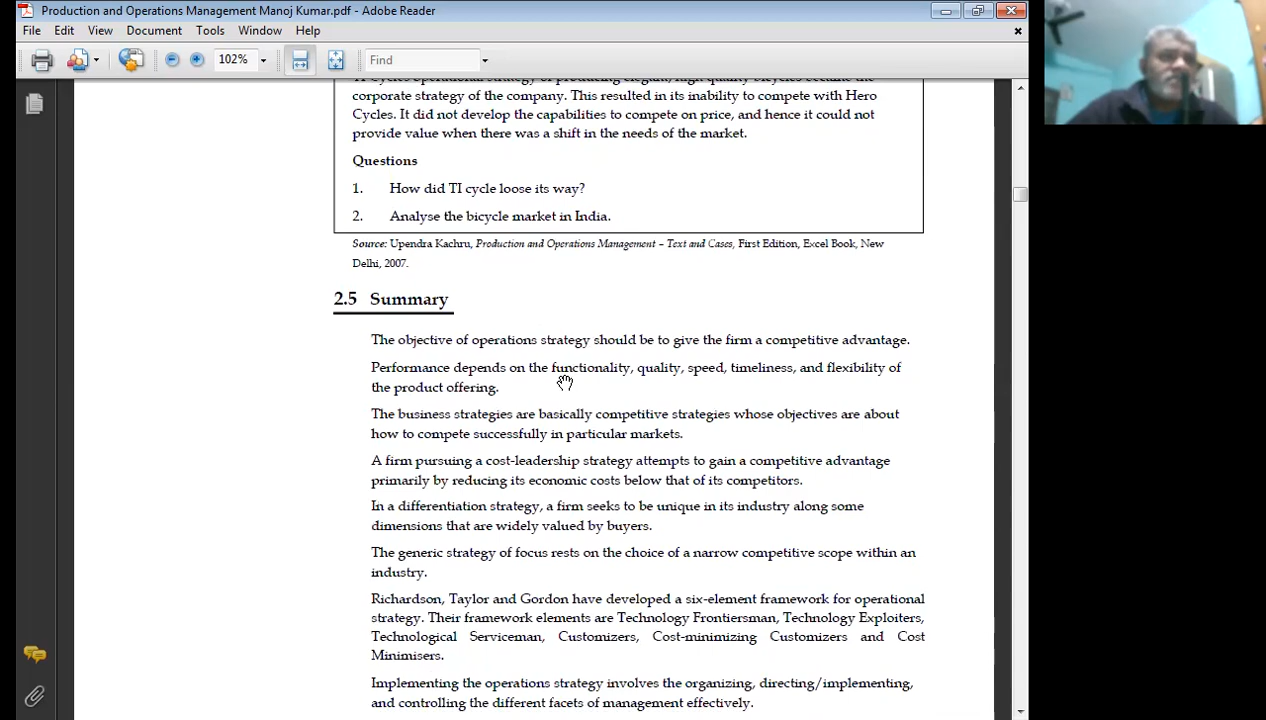 Production and Operations Management Manoj Kumar.pdf - Adobe Reader
File Edit View Document Tools Window Help
102% Find
corporate strategy of the company. This resulted in its inability to compete with Hero
Cycles. It did not develop the capabilities to compete on price, and hence it could not
provide value when there was a shift in the needs of the market.
Questions
1. How did TI cycle loose its way?
2. Analyse the bicycle market in India.
Source: Upendra Kachru, Production and Operations Management – Text and Cases, First Edition, Excel Book, New
Delhi, 2007.
2.5 Summary
The objective of operations strategy should be to give the firm a competitive advantage.
Performance depends on the functionality, quality, speed, timeliness, and flexibility of
the product offering.
The business strategies are basically competitive strategies whose objectives are about
how to compete successfully in particular markets.
A firm pursuing a cost-leadership strategy attempts to gain a competitive advantage
primarily by reducing its economic costs below that of its competitors.
In a differentiation strategy, a firm seeks to be unique in its industry along some
dimensions that are widely valued by buyers.
The generic strategy of focus rests on the choice of a narrow competitive scope within an
industry.
Richardson, Taylor and Gordon have developed a six-element framework for operational
strategy. Their framework elements are Technology Frontiersman, Technology Exploiters,
Technological Serviceman, Customizers, Cost-minimizing Customizers and Cost
Minimisers.
Implementing the operations strategy involves the organizing, directing/implementing,
and controlling the different facets of management effectively.